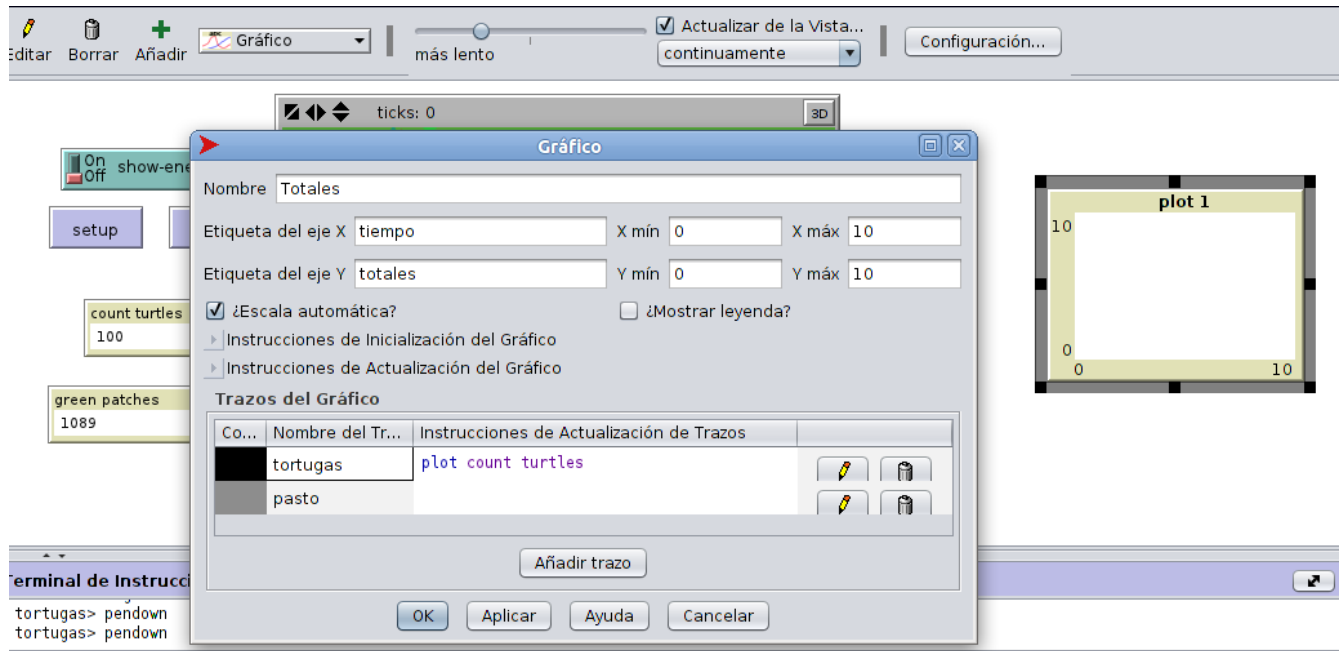 Editar Borrar Añadir
Gráfico
más lento
Actualizar de la Vista...
continuamente
Configuración...
ticks: 0
3D
On
Off
show-ene
setup
count turtles
100
green patches
1089
Gráfico
Nombre Totales
Etiqueta del eje X tiempo X mín 0 X máx 10
Etiqueta del eje Y totales Y mín 0 Y máx 10
¿Escala automática? ¿Mostrar leyenda?
Instrucciones de Inicialización del Gráfico
Instrucciones de Actualización del Gráfico
Trazos del Gráfico
Co... Nombre del Tr... Instrucciones de Actualización de Trazos
tortugas plot count turtles
pasto
Añadir trazo
OK Aplicar Ayuda Cancelar
plot 1
10
0
0 10
Terminal de Instrucci
tortugas> pendown
tortugas> pendown